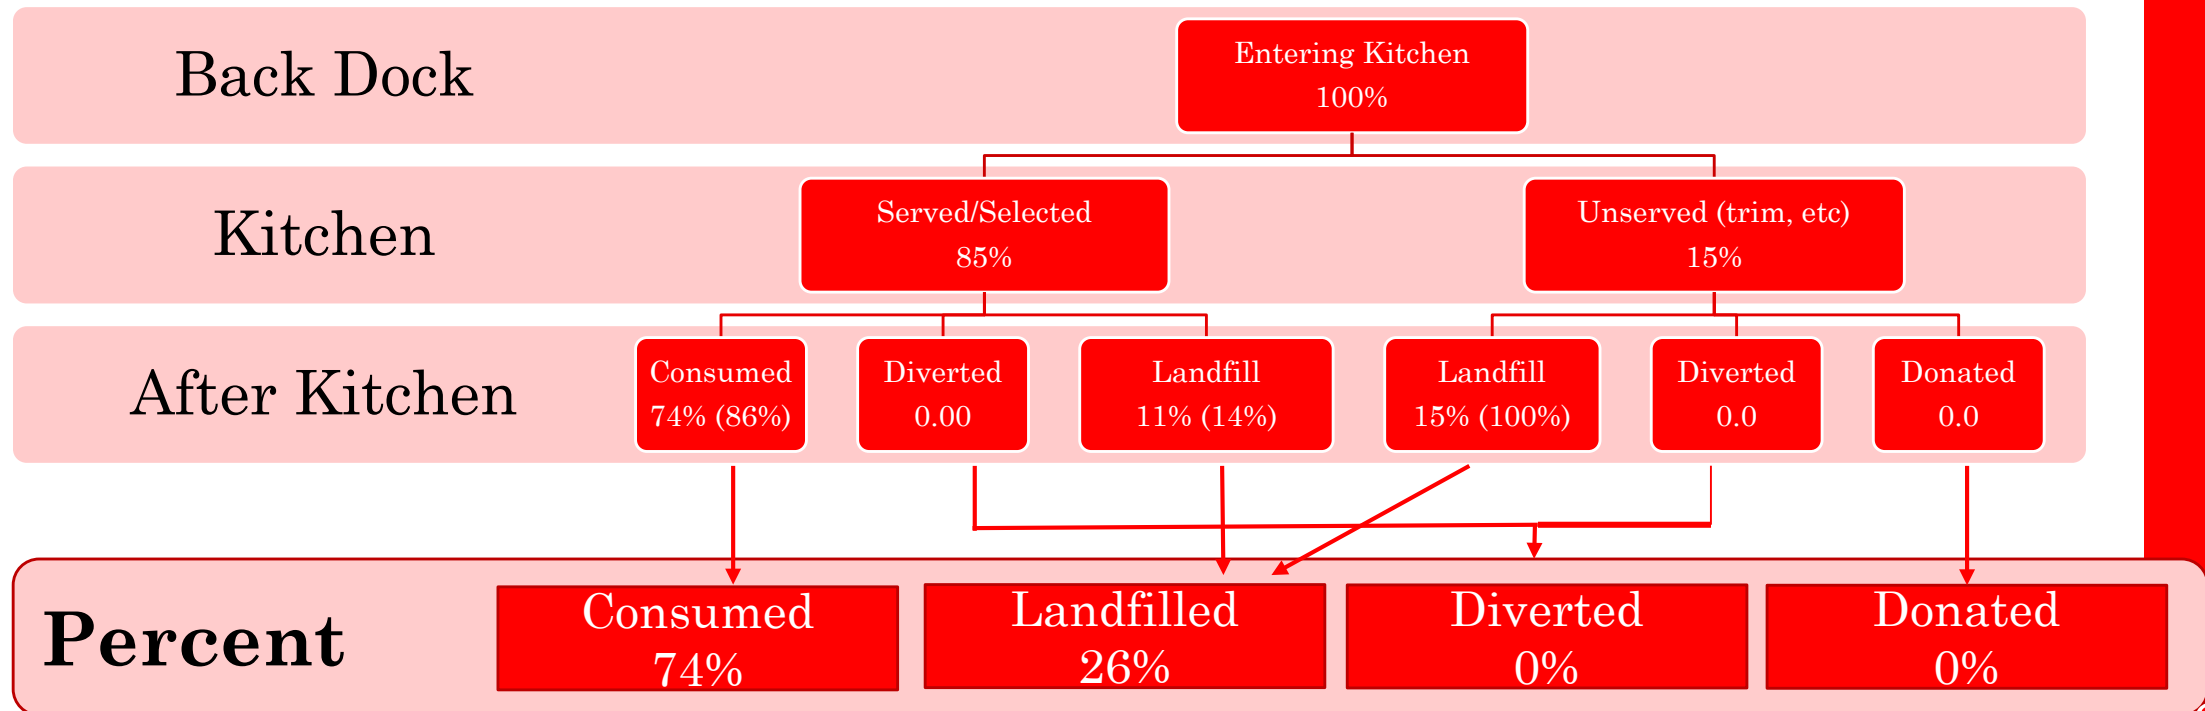 Back Dock
Entering Kitchen
100%
Kitchen
Served/Selected
85%
Unserved (trim, etc)
15%
After Kitchen
Consumed
74% (86%)
Diverted
0.00
Landfill
11% (14%)
Landfill
15% (100%)
Diverted
0.0
Donated
0.0
Percent
Consumed
74%
Landfilled
26%
Diverted
0%
Donated
0%